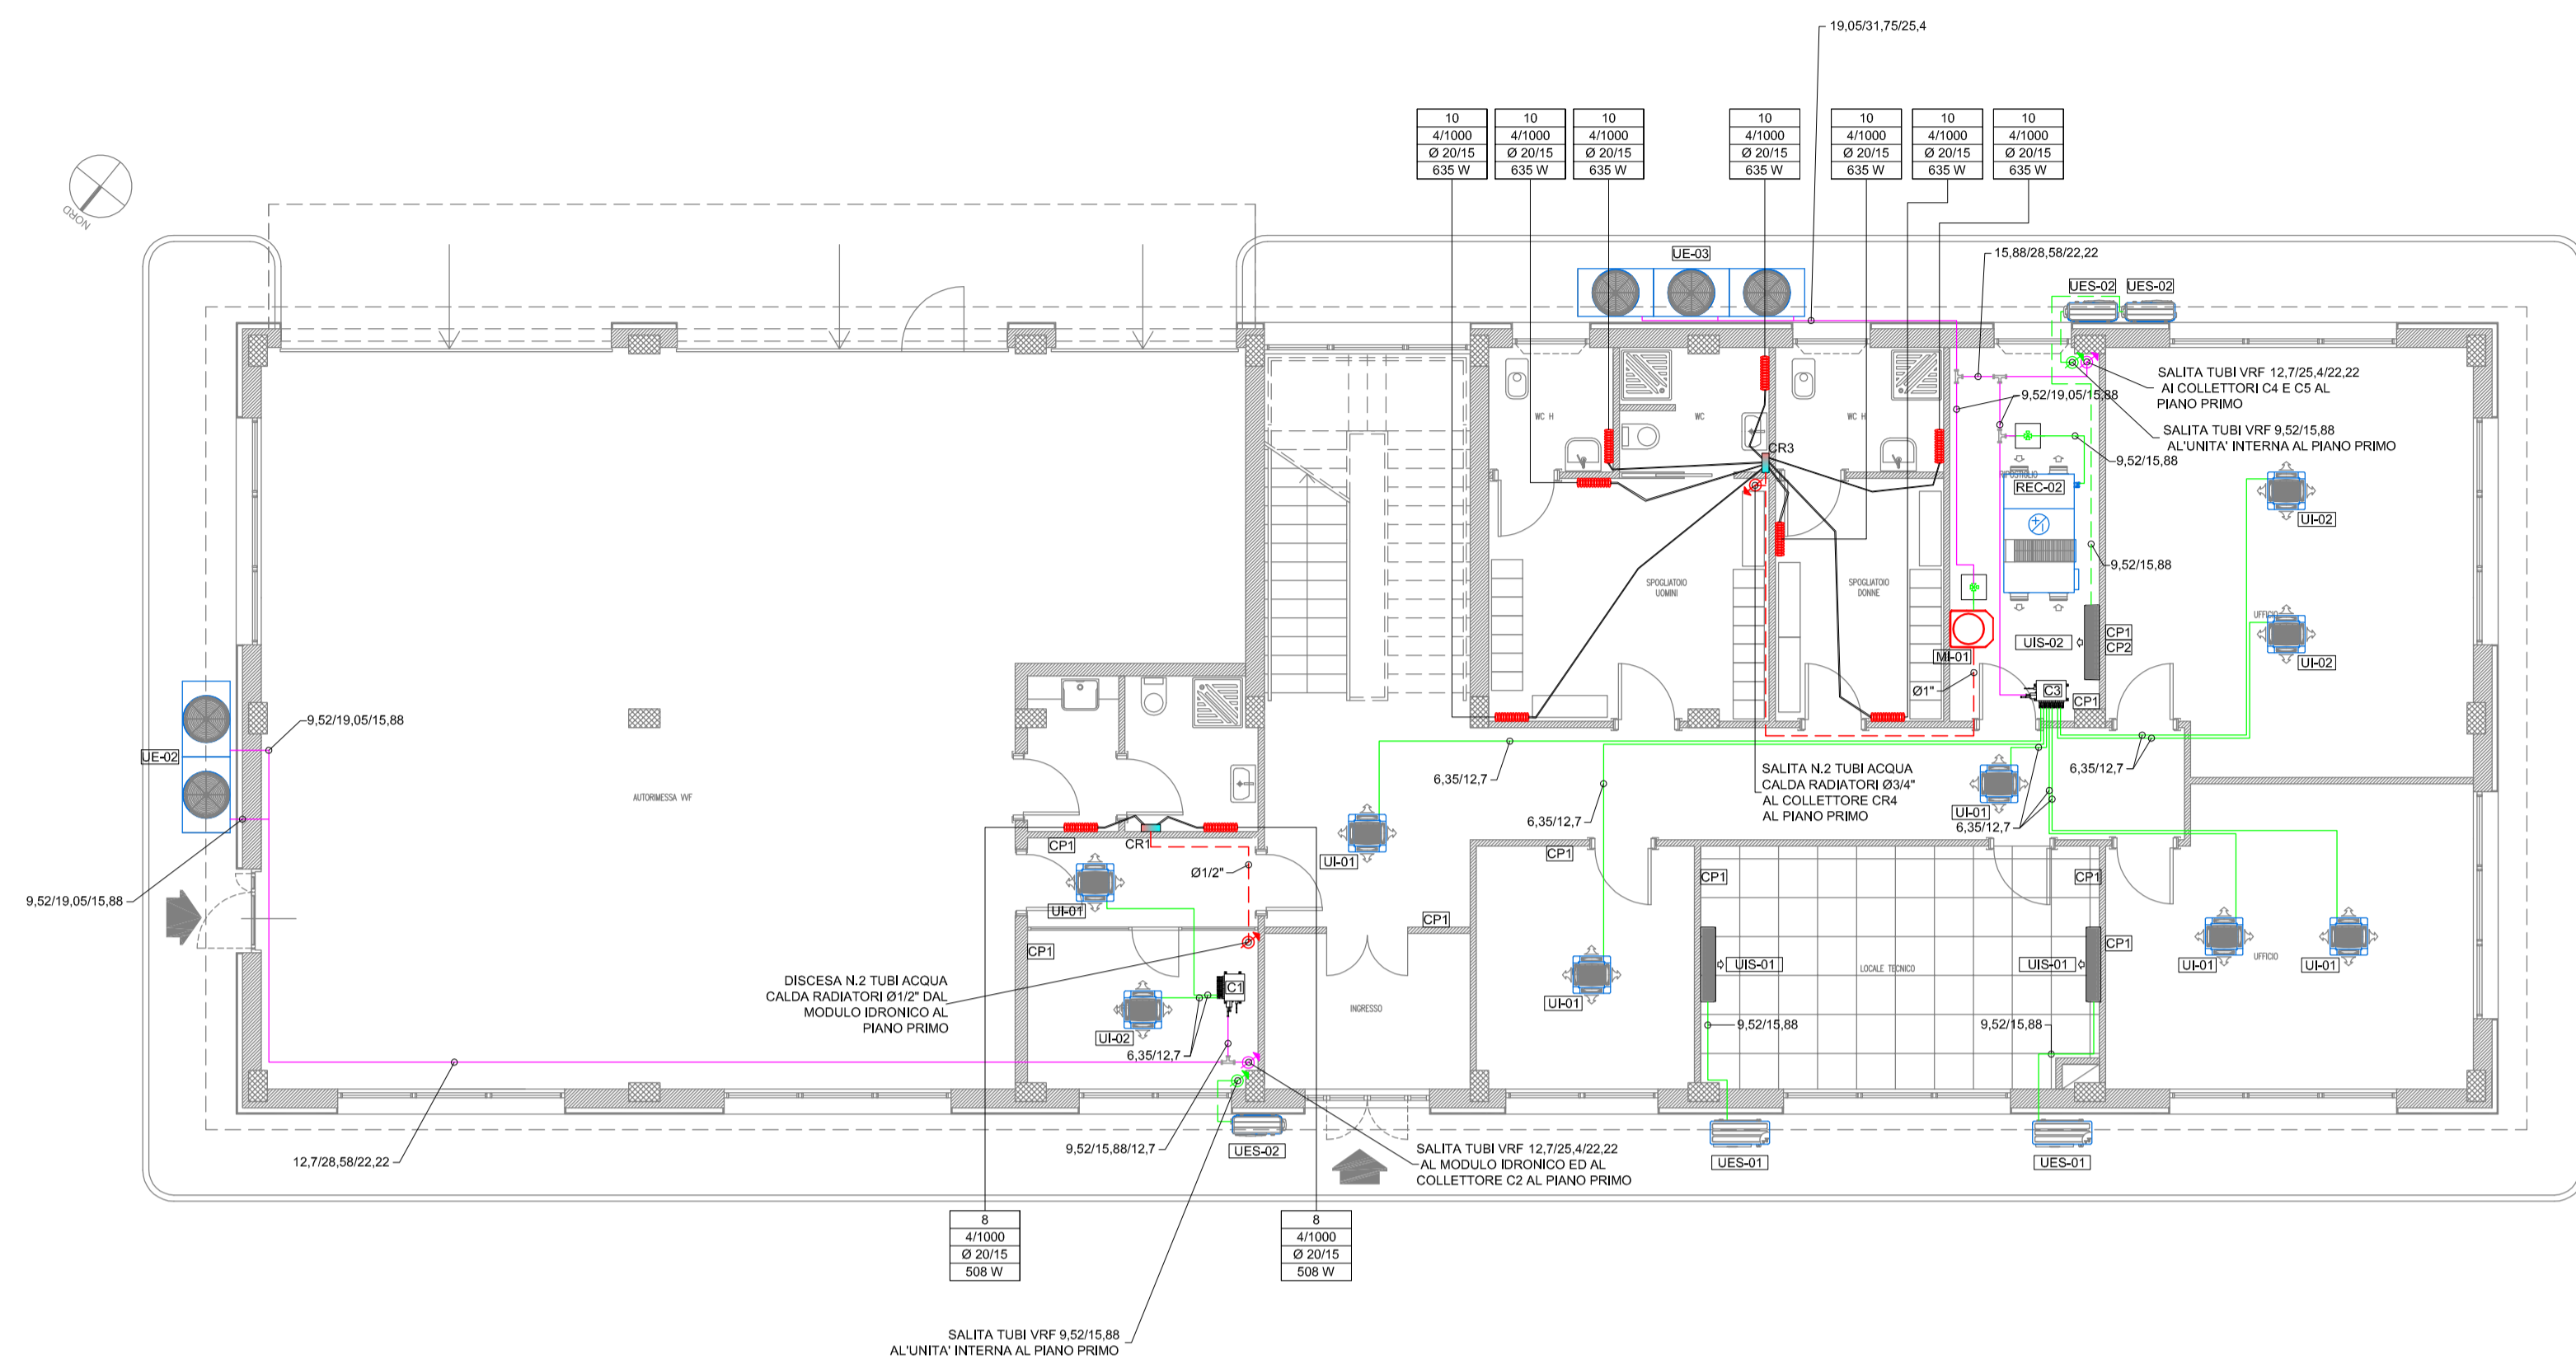 19,05/31,75/25,4
10
4/1000
Ø 20/15
635 W
10
4/1000
Ø 20/15
635 W
10
4/1000
Ø 20/15
635 W
10
4/1000
Ø 20/15
635 W
10
4/1000
Ø 20/15
635 W
10
4/1000
Ø 20/15
635 W
10
4/1000
Ø 20/15
635 W
NORD
UE-03
15,88/28,58/22,22
UES-02
UES-02
SALITA TUBI VRF 12,7/25,4/22,22
AI COLLETTORI C4 E C5 AL
PIANO PRIMO
9,52/19,05/15,88
SALITA TUBI VRF 9,52/15,88
AL'UNITA' INTERNA AL PIANO PRIMO
9,52/15,88
WC H
WC
WC H
CR3
RIPOSTIGLIO
REC-02
UI-02
9,52/15,88
SPOGLIATOIO
UOMINI
SPOGLIATOIO
DONNE
UFFICIO
UIS-02
CP1
CP2
MI-01
UI-02
Ø1"
C3
CP1
9,52/19,05/15,88
UE-02
AUTORIMESSA VVF
6,35/12,7
6,35/12,7
SALITA N.2 TUBI ACQUA
CALDA RADIATORI Ø3/4"
AL COLLETTORE CR4
AL PIANO PRIMO
UI-01
6,35/12,7
6,35/12,7
CP1
CR1
UI-01
CP1
Ø1/2"
CP1
CP1
9,52/19,05/15,88
UI-01
CP1
CP1
CP1
UFFICIO
DISCESA N.2 TUBI ACQUA
CALDA RADIATORI Ø1/2" DAL
MODULO IDRONICO AL
PIANO PRIMO
C1
UIS-01
LOCALE TECNICO
UIS-01
UI-01
UI-01
UI-01
INGRESSO
UI-02
6,35/12,7
9,52/15,88
9,52/15,88
9,52/15,88/12,7
12,7/28,58/22,22
UES-02
SALITA TUBI VRF 12,7/25,4/22,22
AL MODULO IDRONICO ED AL
COLLETTORE C2 AL PIANO PRIMO
UES-01
UES-01
8
4/1000
Ø 20/15
508 W
8
4/1000
Ø 20/15
508 W
SALITA TUBI VRF 9,52/15,88
AL'UNITA' INTERNA AL PIANO PRIMO